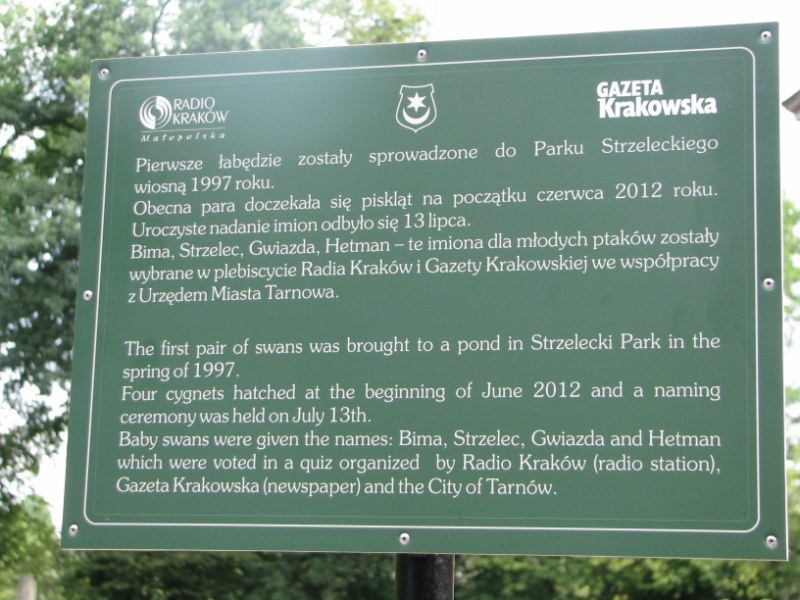 RADIO
KRAKÓW
Małopolska
GAZETA
Krakowska
Pierwsze łabędzie zostały sprowadzone do Parku Strzeleckiego
wiosną 1997 roku.
Obecna para doczekała się piskląt na początku czerwca 2012 roku.
Uroczyste nadanie imion odbyło się 13 lipca.
Bima, Strzelec, Gwiazda, Hetman – te imiona dla młodych ptaków zostały
wybrane w plebiscycie Radia Kraków i Gazety Krakowskiej we współpracy
z Urzędem Miasta Tarnowa.
The first pair of swans was brought to a pond in Strzelecki Park in the
spring of 1997.
Four cygnets hatched at the beginning of June 2012 and a naming
ceremony was held on July 13th.
Baby swans were given the names: Bima, Strzelec, Gwiazda and Hetman
which were voted in a quiz organized by Radio Kraków (radio station),
Gazeta Krakowska (newspaper) and the City of Tarnów.